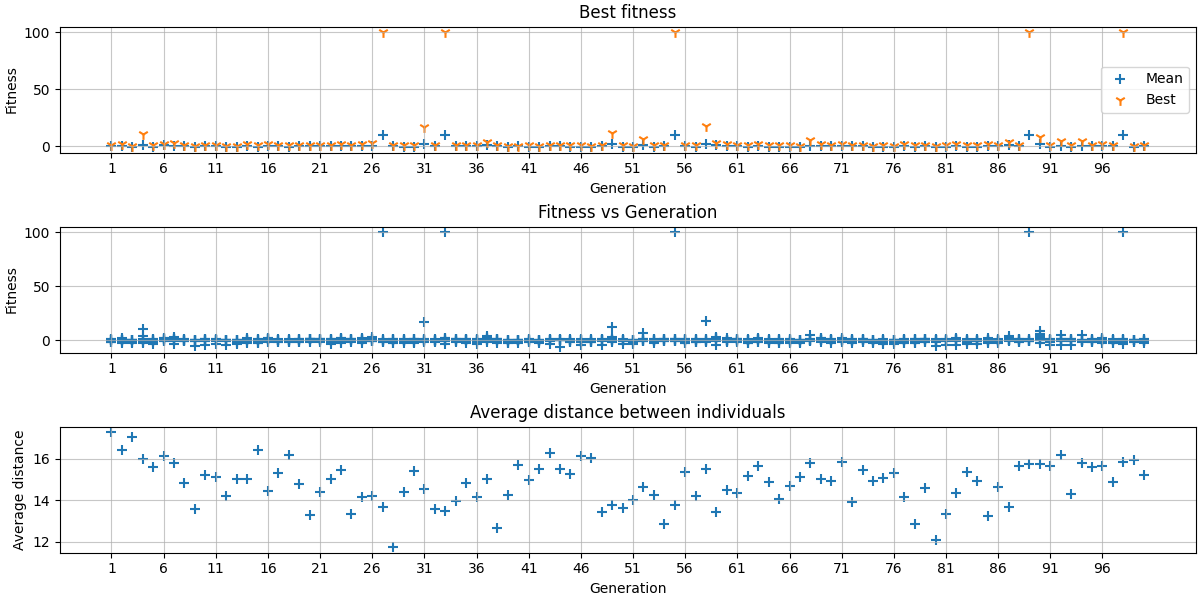 Best fitness
100
50
0
Fitness
Mean
Best
1 6 11 16 21 26 31 36 41 46 51 56 61 66 71 76 81 86 91 96
Generation
Fitness vs Generation
100
50
0
Fitness
1 6 11 16 21 26 31 36 41 46 51 56 61 66 71 76 81 86 91 96
Generation
Average distance between individuals
16
14
12
Average distance
1 6 11 16 21 26 31 36 41 46 51 56 61 66 71 76 81 86 91 96
Generation